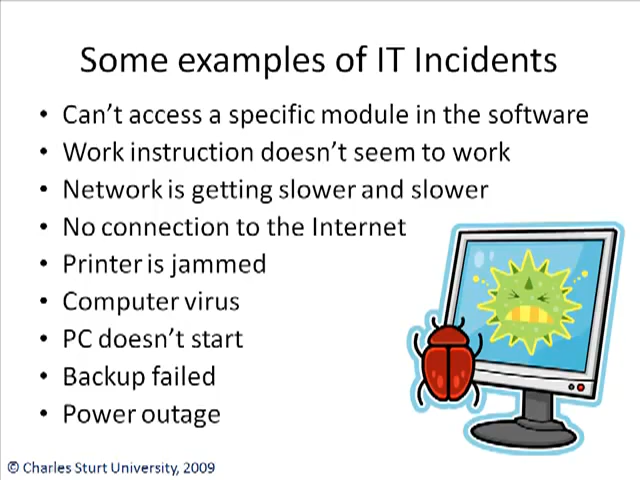 Some examples of IT Incidents
• Can't access a specific module in the software
• Work instruction doesn't seem to work
• Network is getting slower and slower
• No connection to the Internet
• Printer is jammed
• Computer virus
• PC doesn't start
• Backup failed
• Power outage
© Charles Sturt University, 2009